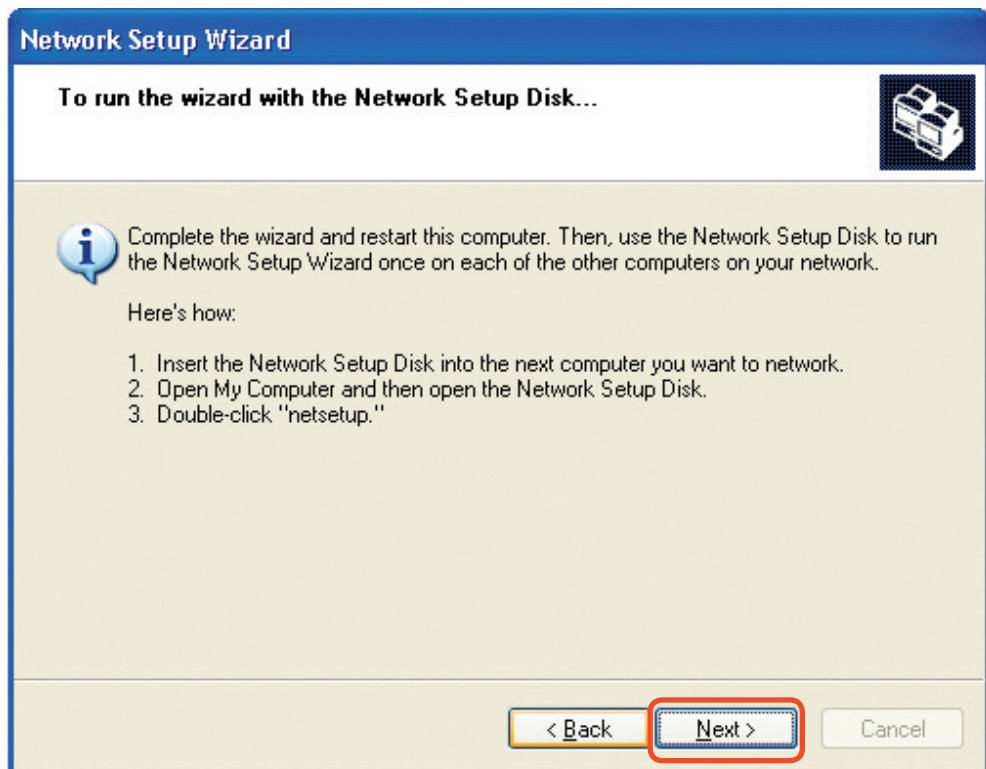 Network Setup Wizard
To run the wizard with the Network Setup Disk...
Complete the wizard and restart this computer. Then, use the Network Setup Disk to run
the Network Setup Wizard once on each of the other computers on your network.
Here's how:
1. Insert the Network Setup Disk into the next computer you want to network.
2. Open My Computer and then open the Network Setup Disk.
3. Double-click "netsetup."
< Back
Next >
Cancel